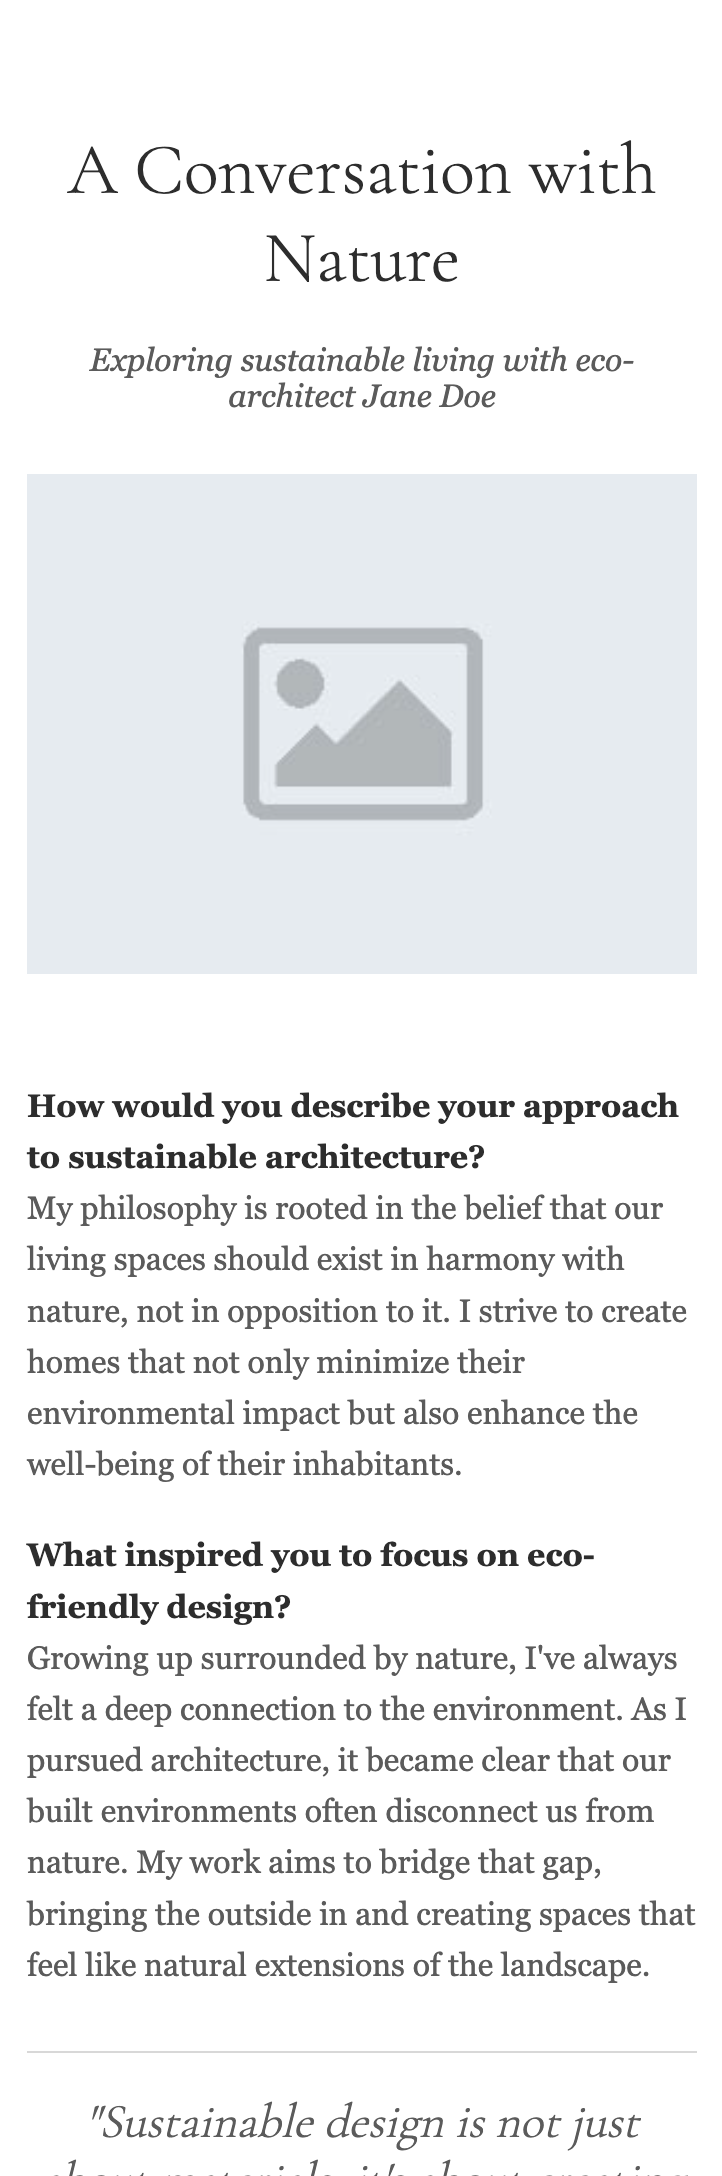 A Conversation with
Nature
Exploring sustainable living with eco-
architect Jane Doe
How would you describe your approach
to sustainable architecture?
My philosophy is rooted in the belief that our
living spaces should exist in harmony with
nature, not in opposition to it. I strive to create
homes that not only minimize their
environmental impact but also enhance the
well-being of their inhabitants.
What inspired you to focus on eco-
friendly design?
Growing up surrounded by nature, I've always
felt a deep connection to the environment. As I
pursued architecture, it became clear that our
built environments often disconnect us from
nature. My work aims to bridge that gap,
bringing the outside in and creating spaces that
feel like natural extensions of the landscape.
"Sustainable design is not just
about materials, it's about creating